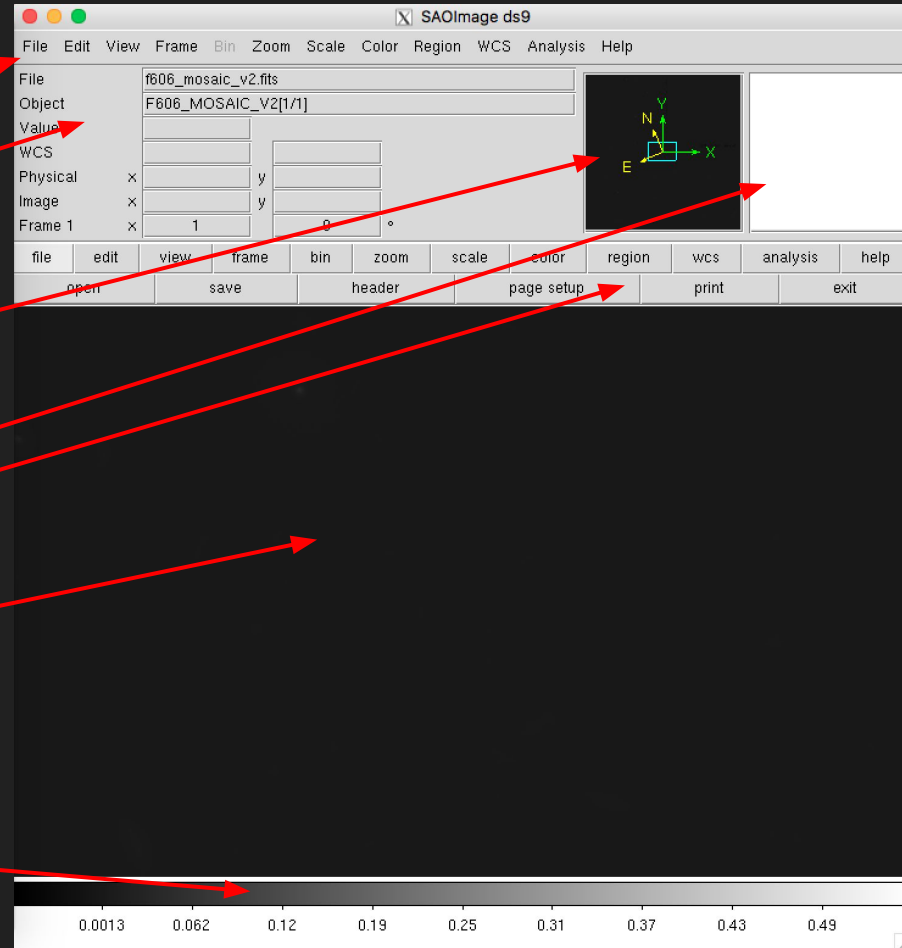 X SAOImage ds9
File Edit View Frame Bin Zoom Scale Color Region WCS Analysis Help
File f606_mosaic_v2.fits
Object F606_MOSAIC_V2[1/1]
Value
WCS
Physical x y
Image x y
Frame 1 x 1 0 °
Y
N
X
E
file edit view frame bin zoom scale color region wcs analysis help
open save header page setup print exit
0.0013 0.062 0.12 0.19 0.25 0.31 0.37 0.43 0.49